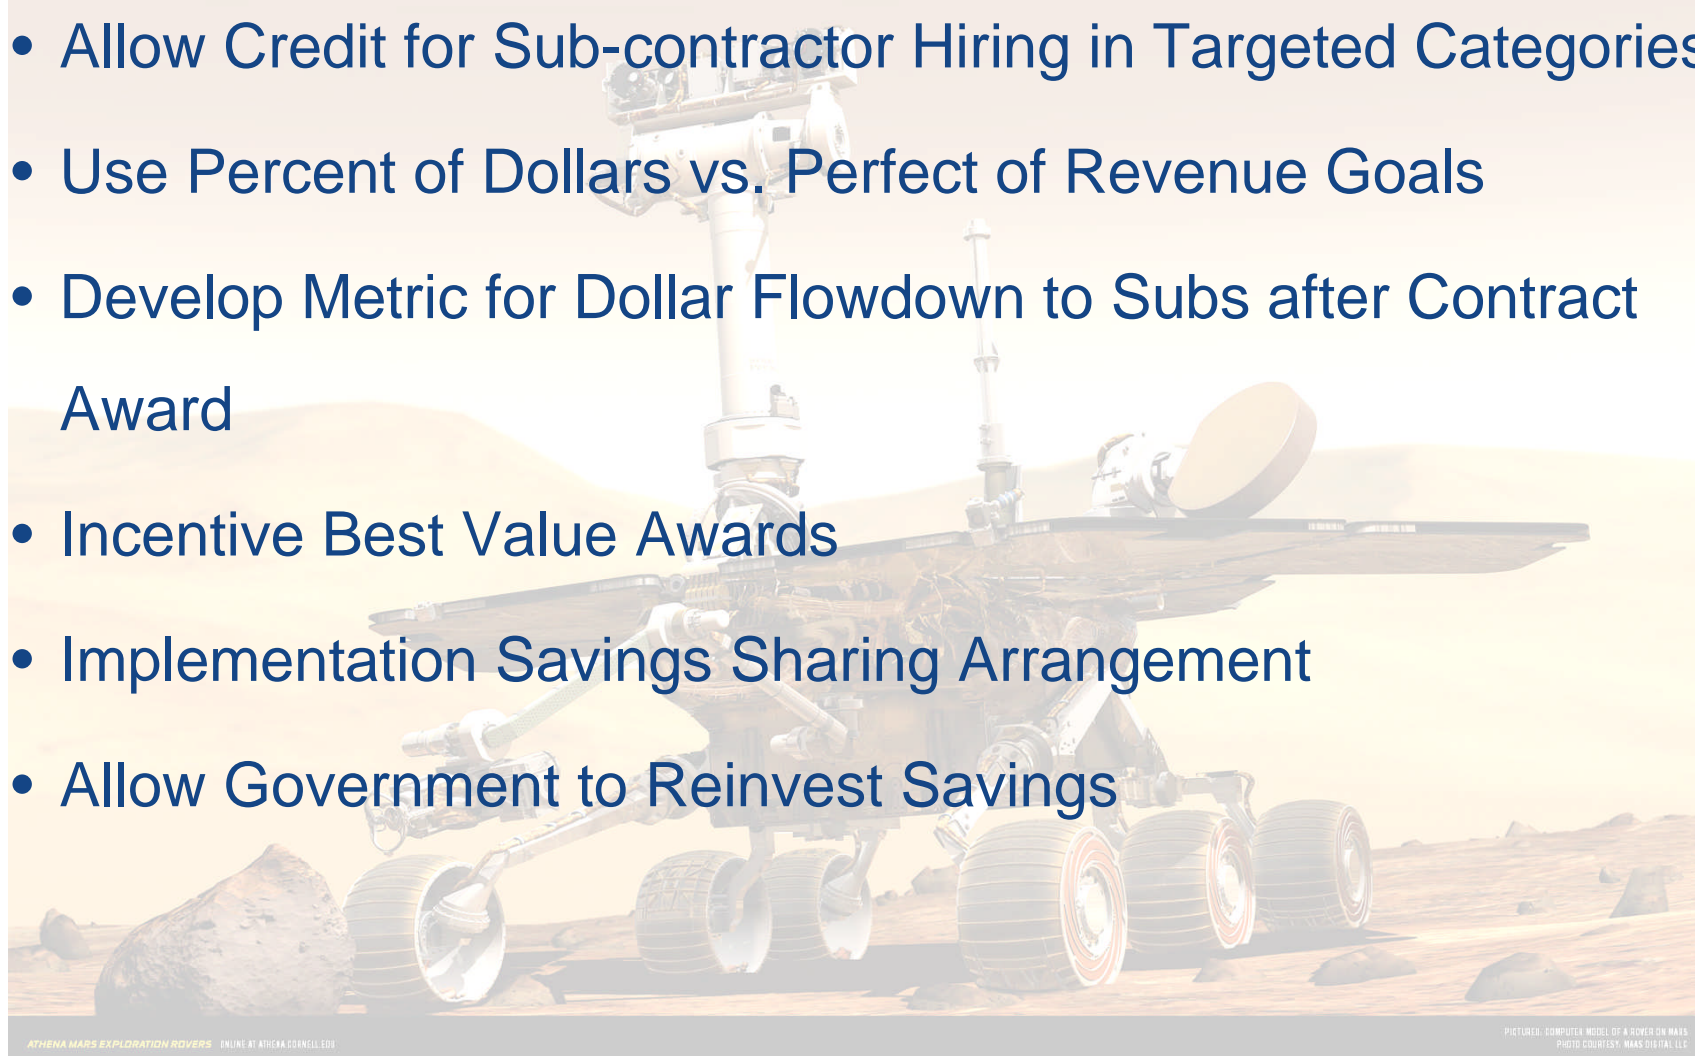 • Allow Credit for Sub-contractor Hiring in Targeted Categories
• Use Percent of Dollars vs. Perfect of Revenue Goals
• Develop Metric for Dollar Flowdown to Subs after Contract
Award
• Incentive Best Value Awards
• Implementation Savings Sharing Arrangement
• Allow Government to Reinvest Savings
ATHENA MARS EXPLORATION ROVERS ONLINE AT ATHENA.CORNELL.EDU
PICTURED: COMPUTER MODEL OF A ROVER ON MARS
PHOTO COURTESY: MAAS DIGITAL LLC